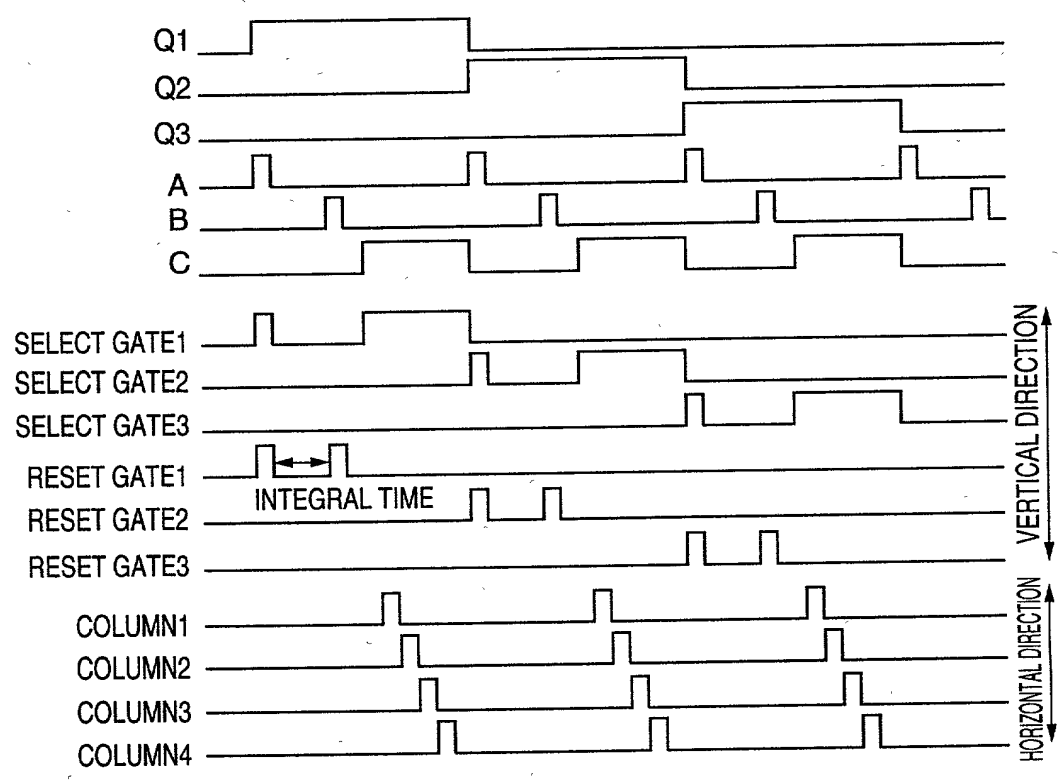 Q1
Q2
Q3
A
B
C
SELECT GATE1
SELECT GATE2
SELECT GATE3
RESET GATE1
INTEGRAL TIME
RESET GATE2
RESET GATE3
VERTICAL DIRECTION
COLUMN1
COLUMN2
COLUMN3
COLUMN4
HORIZONTAL DIRECTION